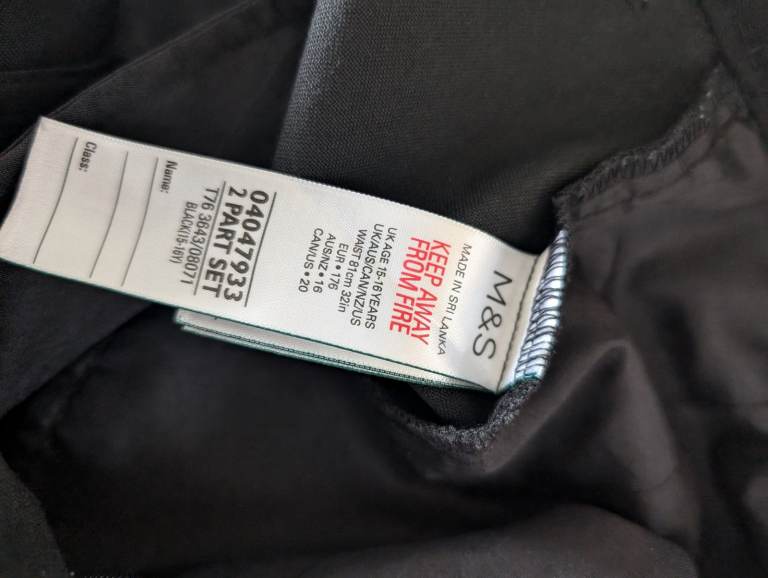 M&S
MADE IN SRI LANKA
KEEP AWAY
FROM FIRE
UK AGE 15-16 YEARS
UK/AUS/CAN/NZ/US
WAIST 81cm 32in
EUR • 176
AUS/NZ • 16
CAN/US • 20
04047933
2 PART SET
T76 3643/08071
BLACK(15-16Y)
Name:
Class: